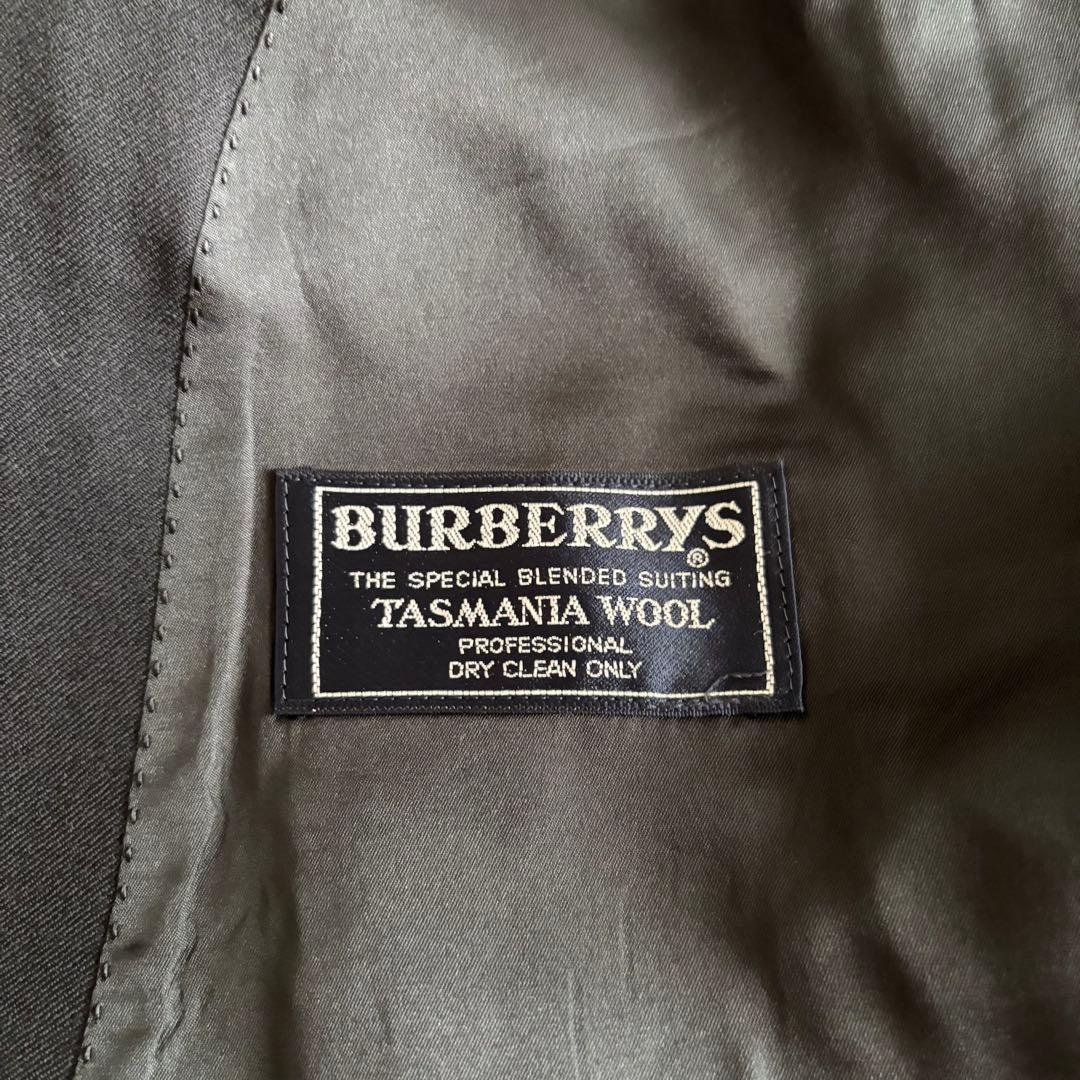 BURBERRYS®
THE SPECIAL BLENDED SUITING
TASMANIA WOOL
PROFESSIONAL
DRY CLEAN ONLY